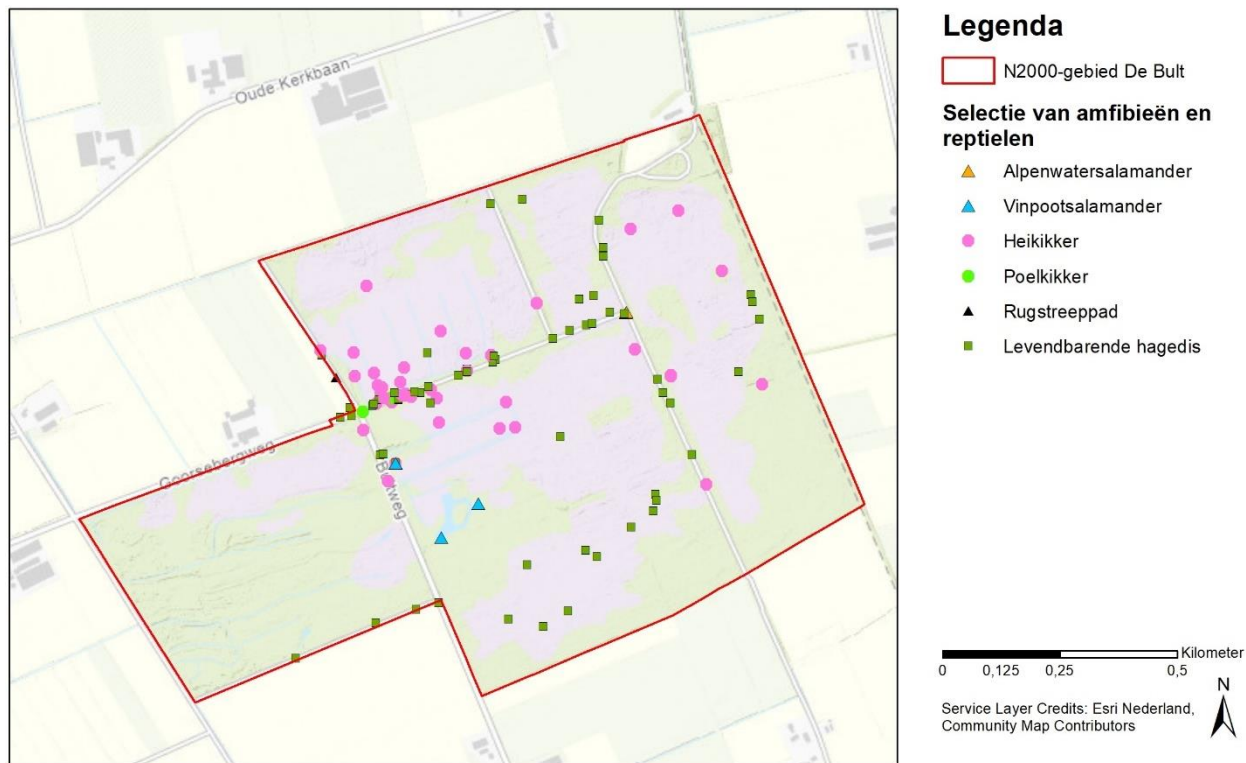 Oude Kerkbaan
Goorsebergweg
Bultweg
Legenda
N2000-gebied De Bult
Selectie van amfibieën en
reptielen
Alpenwatersalamander
Vinpootsalamander
Heikikker
Poelkikker
Rugstreeppad
Levendbarende hagedis
Kilometer
0 0,125 0,25 0,5
N
Service Layer Credits: Esri Nederland,
Community Map Contributors